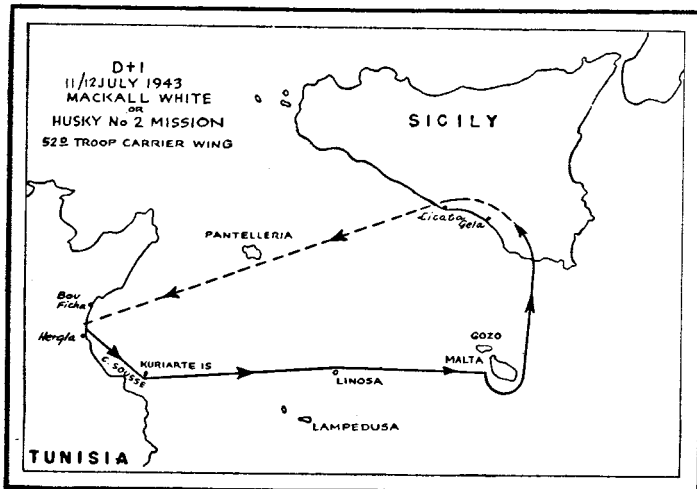 D+1
11/12 JULY 1943
MACKALL WHITE
OR
HUSKY No 2 MISSION
52D TROOP CARRIER WING
SICILY
Licata
Gela
PANTELLERIA
Bou
Ficha
Hergla
C. SOUSSE
KURIARTE IS
GOZO
MALTA
LINOSA
LAMPEDUSA
TUNISIA